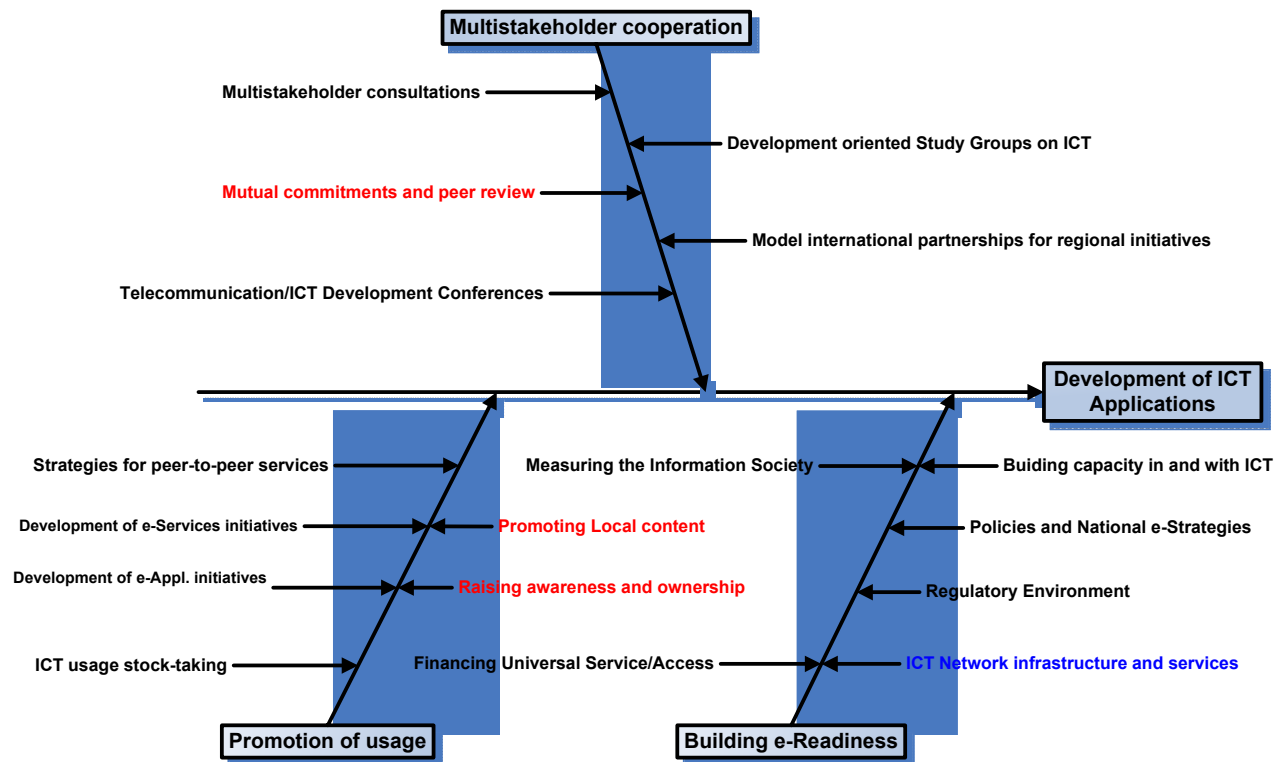 Multistakeholder cooperation
Multistakeholder consultations
Development oriented Study Groups on ICT
Mutual commitments and peer review
Model international partnerships for regional initiatives
Telecommunication/ICT Development Conferences
Development of ICT
Applications
Strategies for peer-to-peer services
Measuring the Information Society
Buiding capacity in and with ICT
Development of e-Services initiatives
Promoting Local content
Policies and National e-Strategies
Development of e-Appl. initiatives
Raising awareness and ownership
Regulatory Environment
ICT usage stock-taking
Financing Universal Service/Access
ICT Network infrastructure and services
Promotion of usage
Building e-Readiness